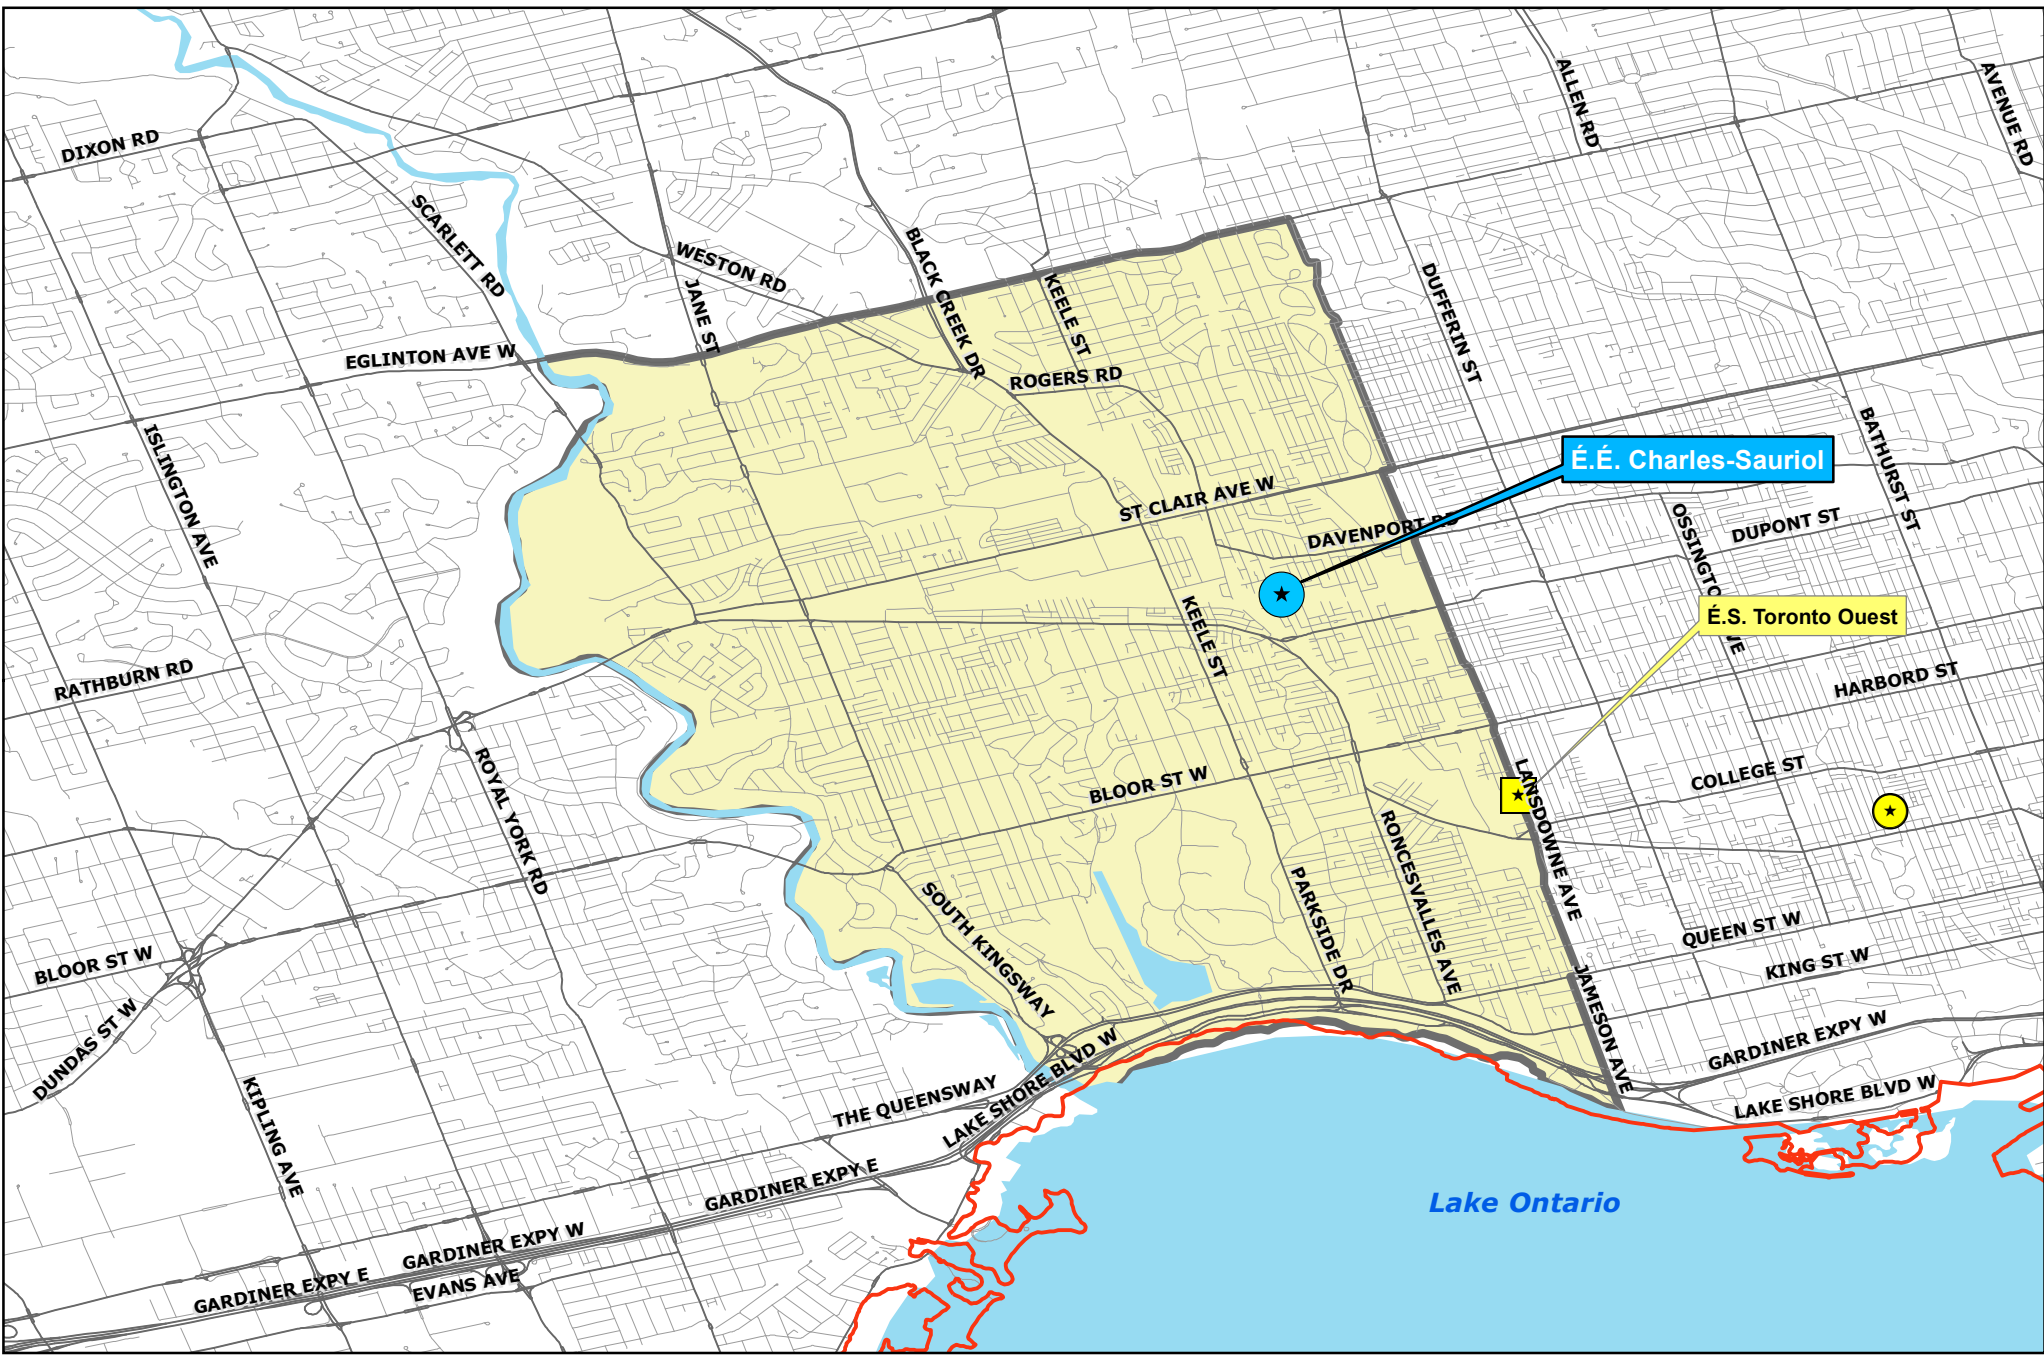 DIXON RD
ALLEN RD
AVENUE RD
SCARLETT RD
WESTON RD
BLACK CREEK DR
KEELE ST
JANE ST
DUFFERIN ST
EGLINTON AVE W
ROGERS RD
ISLINGTON AVE
BATHURST ST
É.É. Charles-Sauriol
ST CLAIR AVE W
DAVENPORT RD
OSSINGTON AVE
DUPONT ST
É.S. Toronto Ouest
KEELE ST
RATHBURN RD
HARBORD ST
ROYAL YORK RD
BLOOR ST W
COLLEGE ST
LANSDOWNE AVE
RONCESVALLES AVE
PARKSIDE DR
SOUTH KINGSWAY
QUEEN ST W
KING ST W
BLOOR ST W
JAMESON AVE
DUNDAS ST W
GARDINER EXPY W
LAKE SHORE BLVD W
LAKE SHORE BLVD W
THE QUEENSWAY
KIPLING AVE
GARDINER EXPY E
Lake Ontario
GARDINER EXPY W
EVANS AVE
GARDINER EXPY E